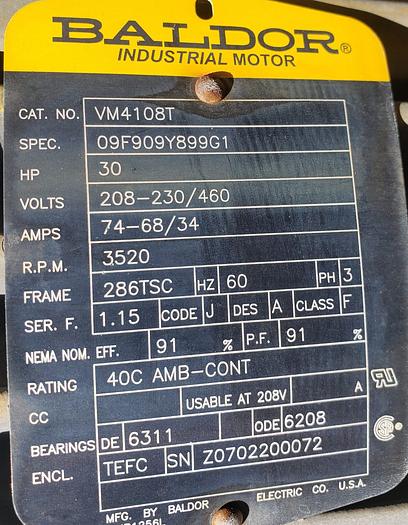 BALDOR®
INDUSTRIAL MOTOR
CAT. NO. VM4108T
SPEC. 09F909Y899G1
HP 30
VOLTS 208-230/460
AMPS 74-68/34
R.P.M. 3520
FRAME 286TSC HZ 60 PH 3
SER. F. 1.15 CODE J DES A CLASS F
NEMA NOM. EFF. 91 % P.F. 91 %
RATING 40C AMB-CONT
CC USABLE AT 208V A
BEARINGS DE 6311 ODE 6208
ENCL. TEFC SN Z0702200072
MFG. BY BALDOR ELECTRIC CO. U.S.A.